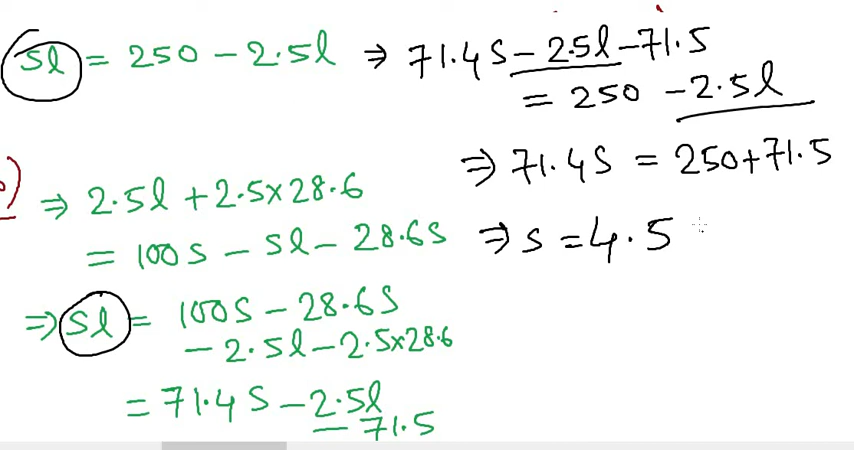 sl = 250 - 2.5l ⇒ 71.4s - 2.5l - 71.5
= 250 - 2.5l
⇒ 71.4s = 250+71.5
⇒ s = 4.5
⇒ 2.5l + 2.5×28.6
= 100s - sl - 28.6s
⇒ sl = 100s - 28.6s
- 2.5l - 2.5×28.6
= 71.4s - 2.5l
- 71.5